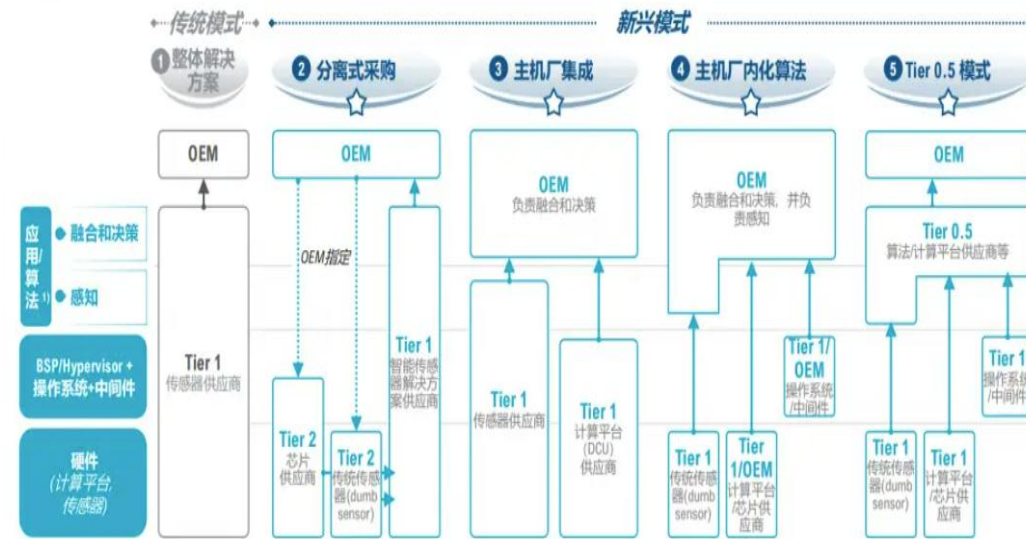 传统模式
新兴模式
1 整体解决
方案
2 分离式采购
3 主机厂集成
4 主机厂内化算法
5 Tier 0.5 模式
应用/算法 1)
融合和决策
感知
BSP/Hypervisor +
操作系统+中间件
硬件
(计算平台,
传感器)
OEM
Tier 1
传感器供应商
OEM
OEM指定
Tier 2
芯片
供应商
Tier 2
传统传感
器(dumb
sensor)
Tier 1
智能传感
器解决方
案供应商
OEM
负责融合和决策
Tier 1
传感器供应商
Tier 1
计算平台
(DCU)
供应商
OEM
负责融合和决策,并负
责感知
Tier 1
传统传感
器(dumb
sensor)
Tier
1/OEM
计算平台
/芯片供
应商
Tier 1/
OEM
操作系统
/中间件
OEM
Tier 0.5
算法/计算平台供应商等
Tier 1
传统传感
器(dumb
sensor)
Tier 1
计算平台
/芯片供
应商
Tier 1
操作系统
/中间件